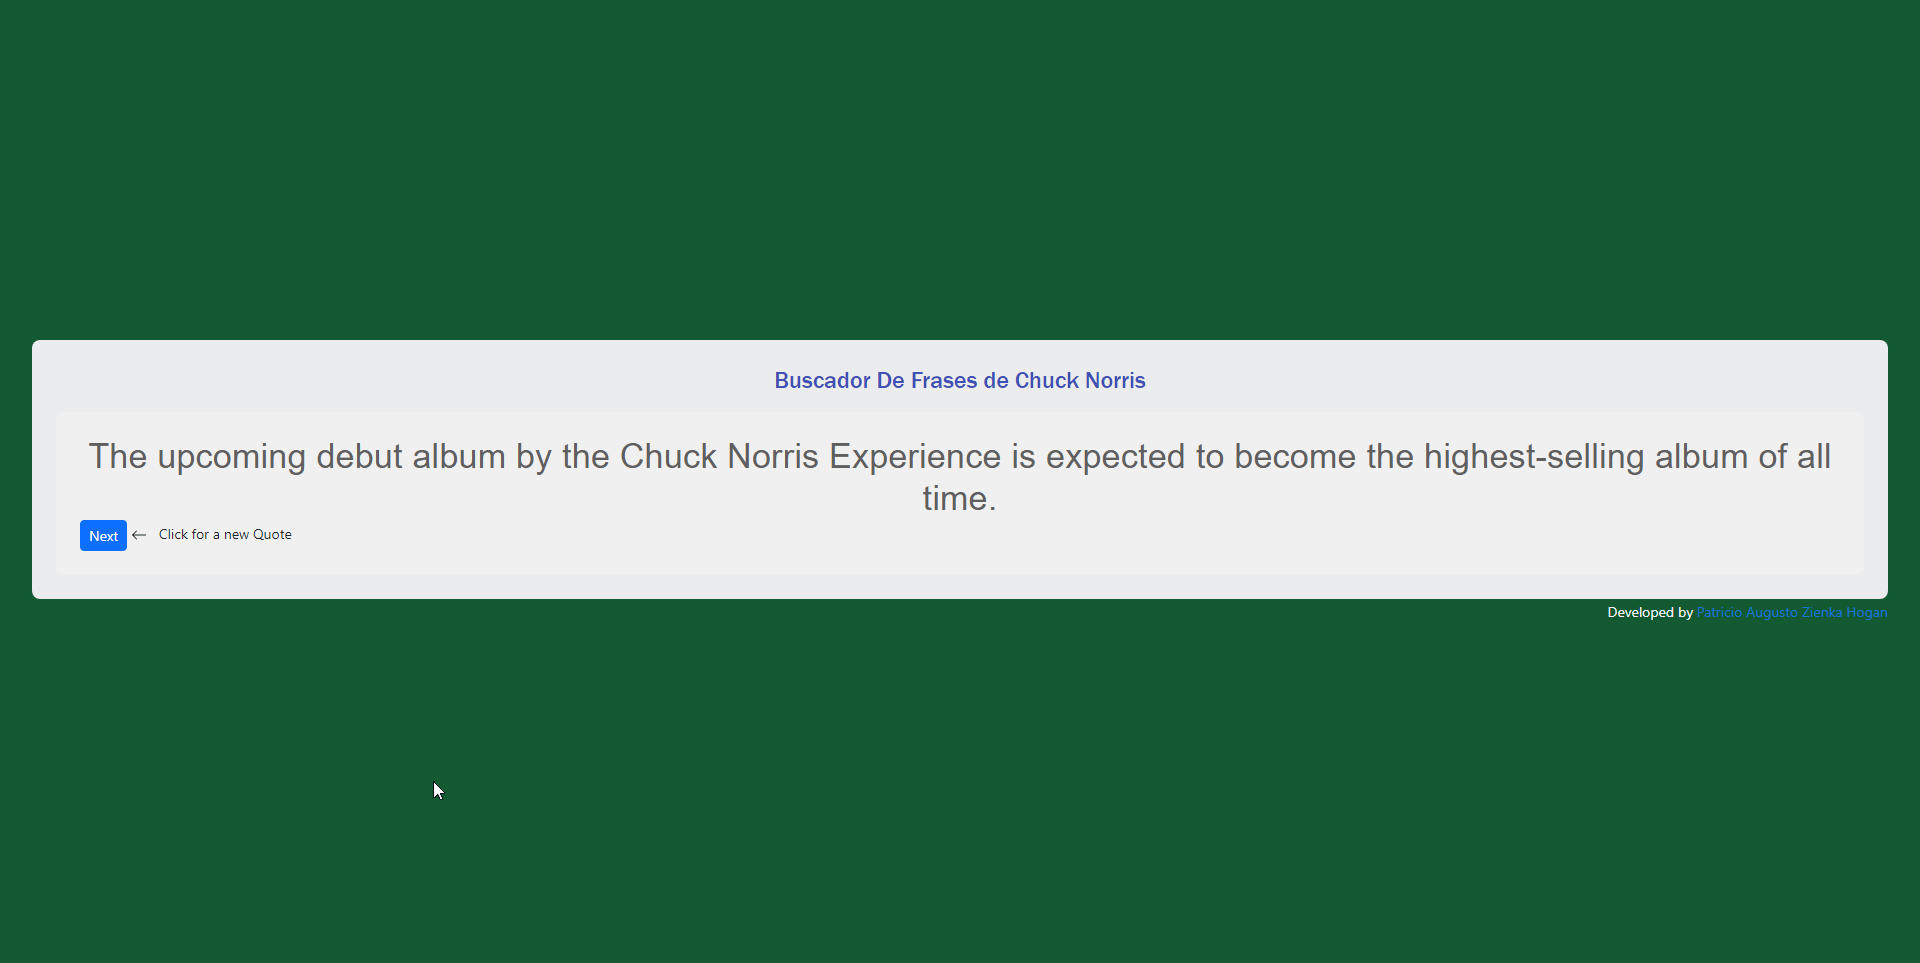 Buscador De Frases de Chuck Norris
The upcoming debut album by the Chuck Norris Experience is expected to become the highest-selling album of all
time.
Next ← Click for a new Quote
Developed by Patricio Augusto Zienka Hogan